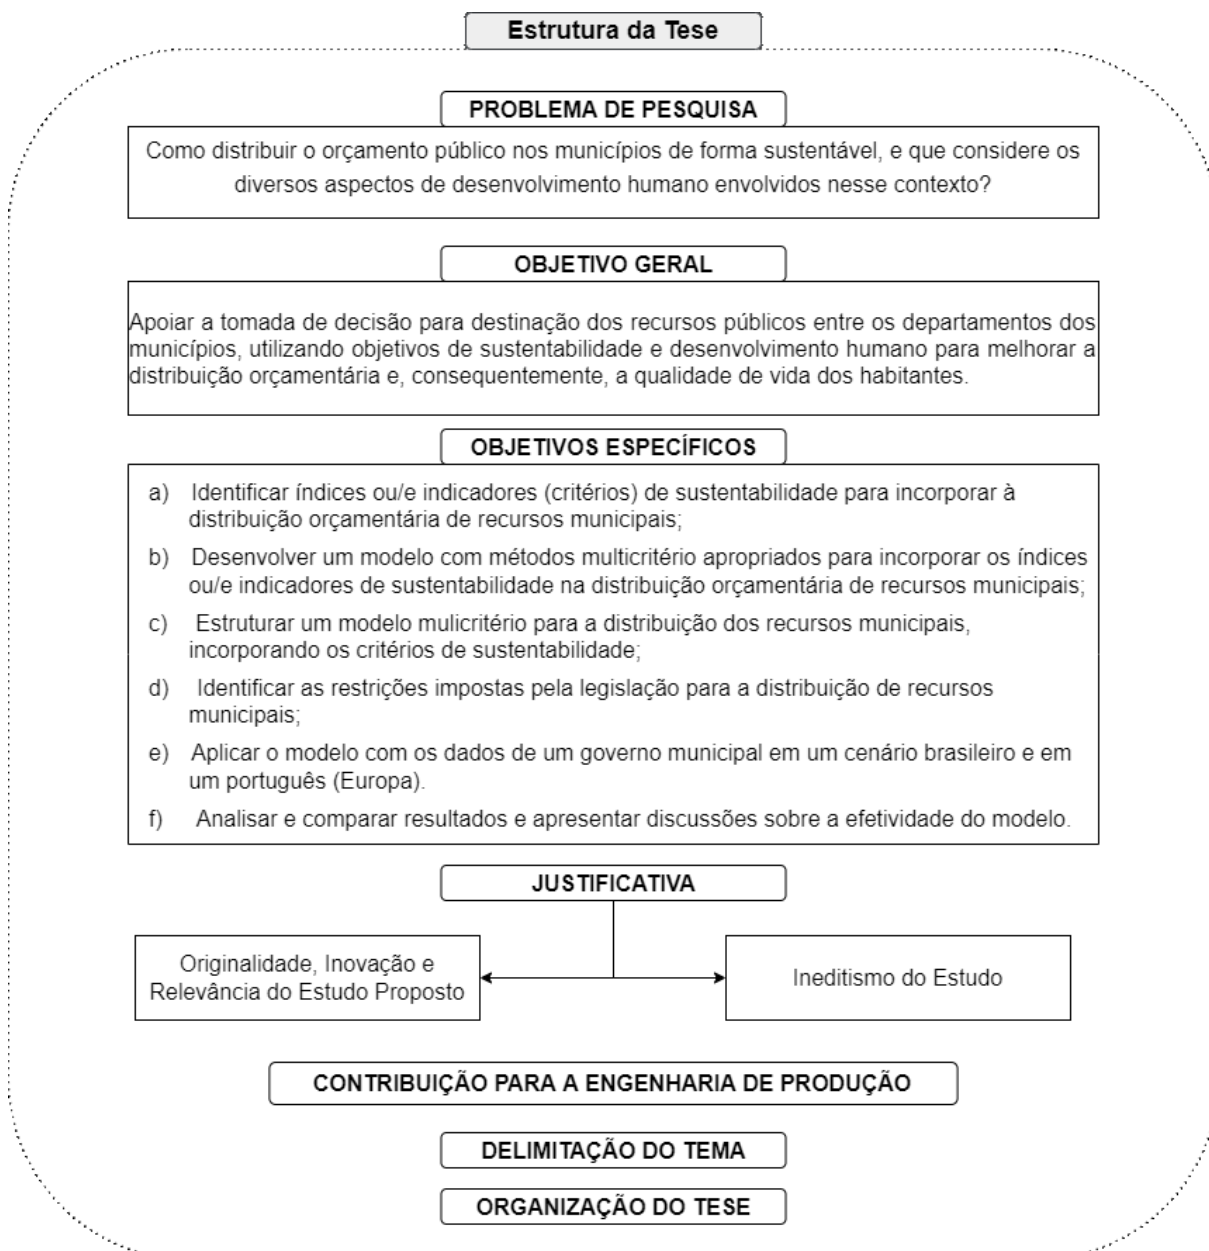 Estrutura da Tese
PROBLEMA DE PESQUISA
Como distribuir o orçamento público nos municípios de forma sustentável, e que considere os
diversos aspectos de desenvolvimento humano envolvidos nesse contexto?
OBJETIVO GERAL
Apoiar a tomada de decisão para destinação dos recursos públicos entre os departamentos dos
municípios, utilizando objetivos de sustentabilidade e desenvolvimento humano para melhorar a
distribuição orçamentária e, consequentemente, a qualidade de vida dos habitantes.
OBJETIVOS ESPECÍFICOS
a) Identificar índices ou/e indicadores (critérios) de sustentabilidade para incorporar à
distribuição orçamentária de recursos municipais;
b) Desenvolver um modelo com métodos multicritério apropriados para incorporar os índices
ou/e indicadores de sustentabilidade na distribuição orçamentária de recursos municipais;
c) Estruturar um modelo mulicritério para a distribuição dos recursos municipais,
incorporando os critérios de sustentabilidade;
d) Identificar as restrições impostas pela legislação para a distribuição de recursos
municipais;
e) Aplicar o modelo com os dados de um governo municipal em um cenário brasileiro e em
um português (Europa).
f) Analisar e comparar resultados e apresentar discussões sobre a efetividade do modelo.
JUSTIFICATIVA
Originalidade, Inovação e
Relevância do Estudo Proposto
Ineditismo do Estudo
CONTRIBUIÇÃO PARA A ENGENHARIA DE PRODUÇÃO
DELIMITAÇÃO DO TEMA
ORGANIZAÇÃO DO TESE